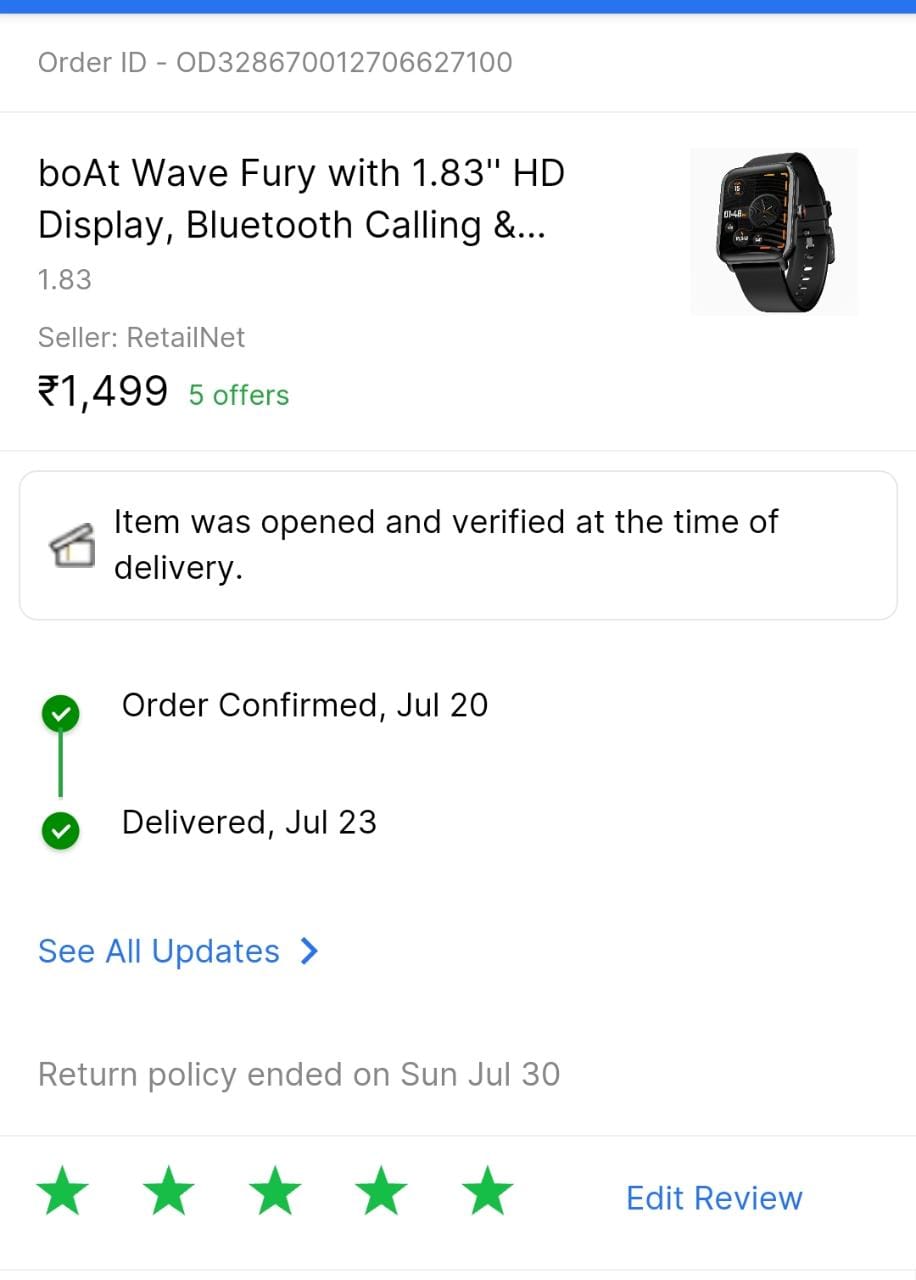 Order ID - OD328670012706627100
boAt Wave Fury with 1.83" HD
Display, Bluetooth Calling &...
1.83
Seller: RetailNet
₹1,499 5 offers
Item was opened and verified at the time of
delivery.
Order Confirmed, Jul 20
Delivered, Jul 23
See All Updates
Return policy ended on Sun Jul 30
Edit Review